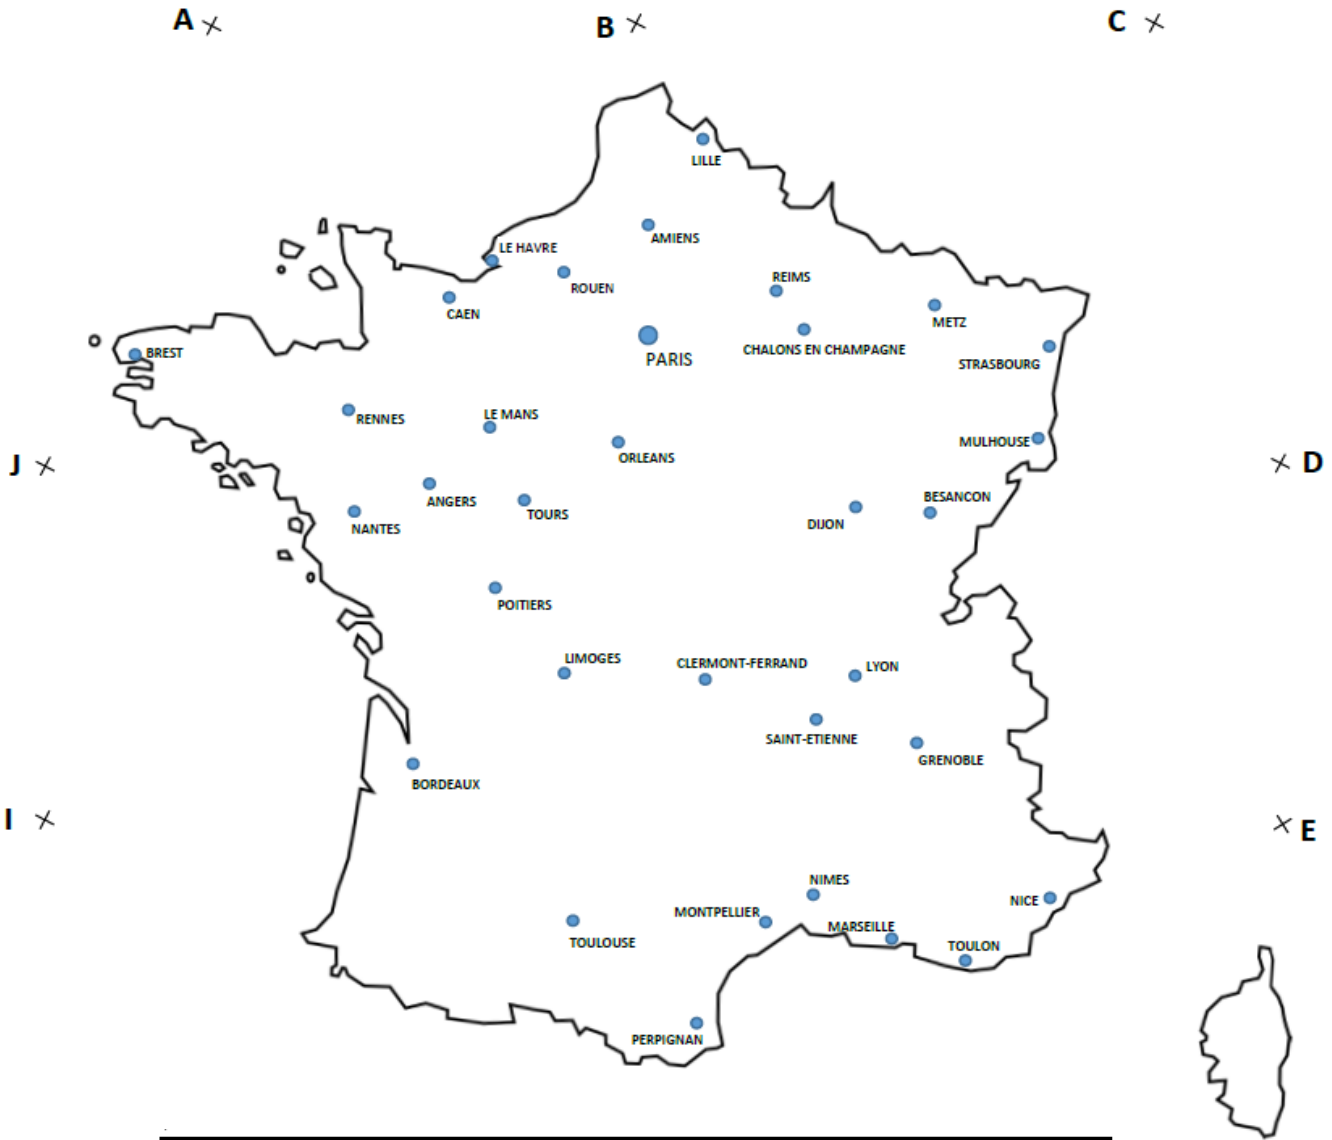 A
B
C
LILLE
AMIENS
LE HAVRE
ROUEN
REIMS
CAEN
METZ
BREST
PARIS
CHALONS EN CHAMPAGNE
STRASBOURG
RENNES
LE MANS
MULHOUSE
ORLEANS
J
D
ANGERS
TOURS
BESANCON
NANTES
DIJON
POITIERS
LIMOGES
CLERMONT-FERRAND
LYON
SAINT-ETIENNE
GRENOBLE
BORDEAUX
I
E
NIMES
NICE
MONTPELLIER
MARSEILLE
TOULOUSE
TOULON
PERPIGNAN